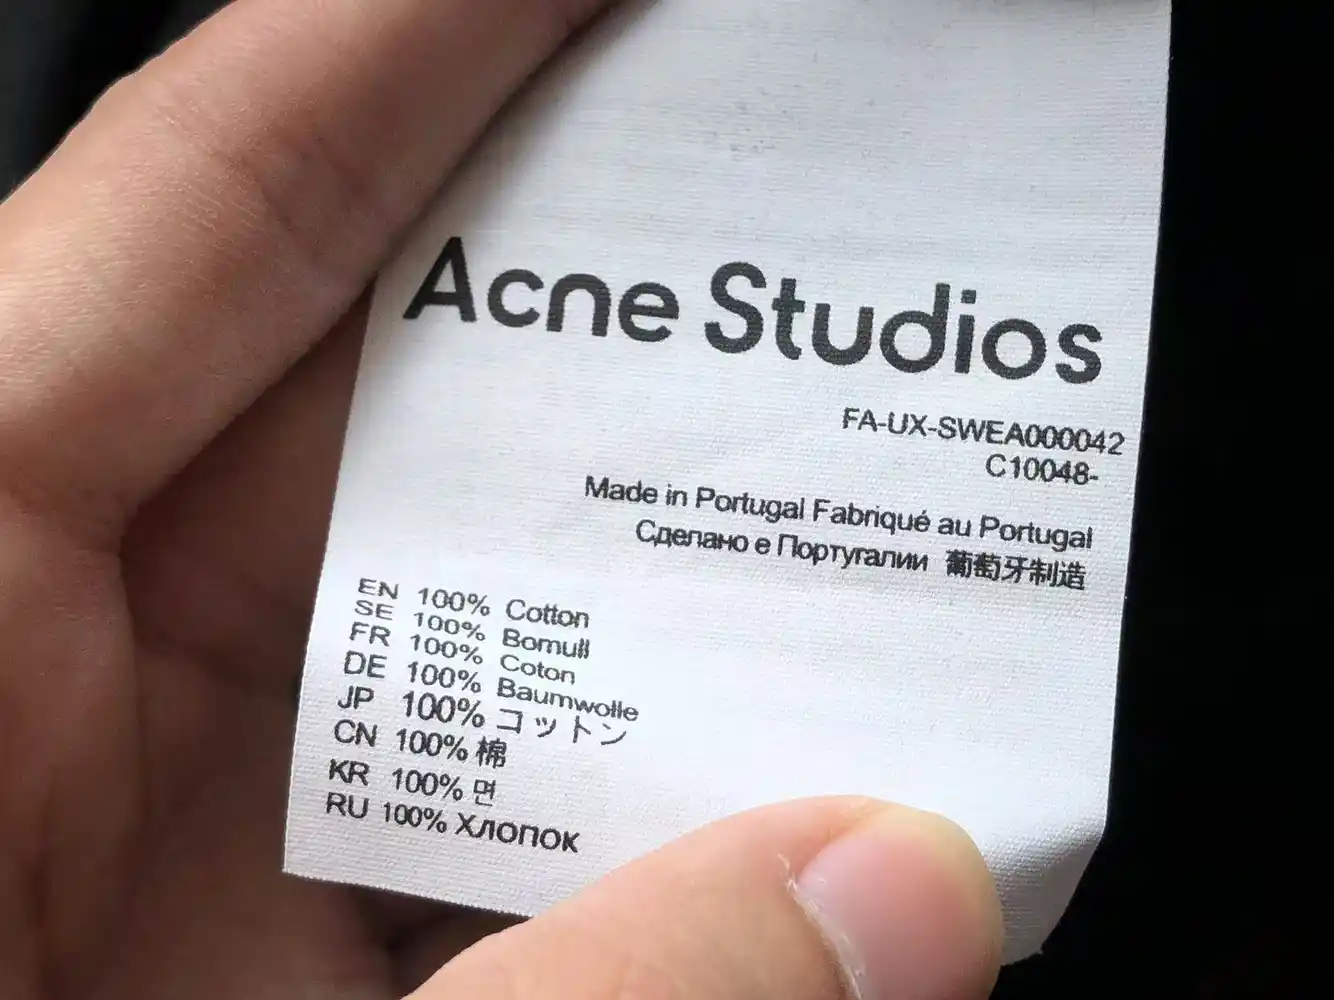 Acne Studios
FA-UX-SWEA000042
C10048-
Made in Portugal Fabriqué au Portugal
Сделано е Португалии 葡萄牙制造
EN 100% Cotton
SE 100% Bomull
FR 100% Coton
DE 100% Baumwolle
JP 100% コットン
CN 100% 棉
KR 100% 면
RU 100% ХЛОПОК